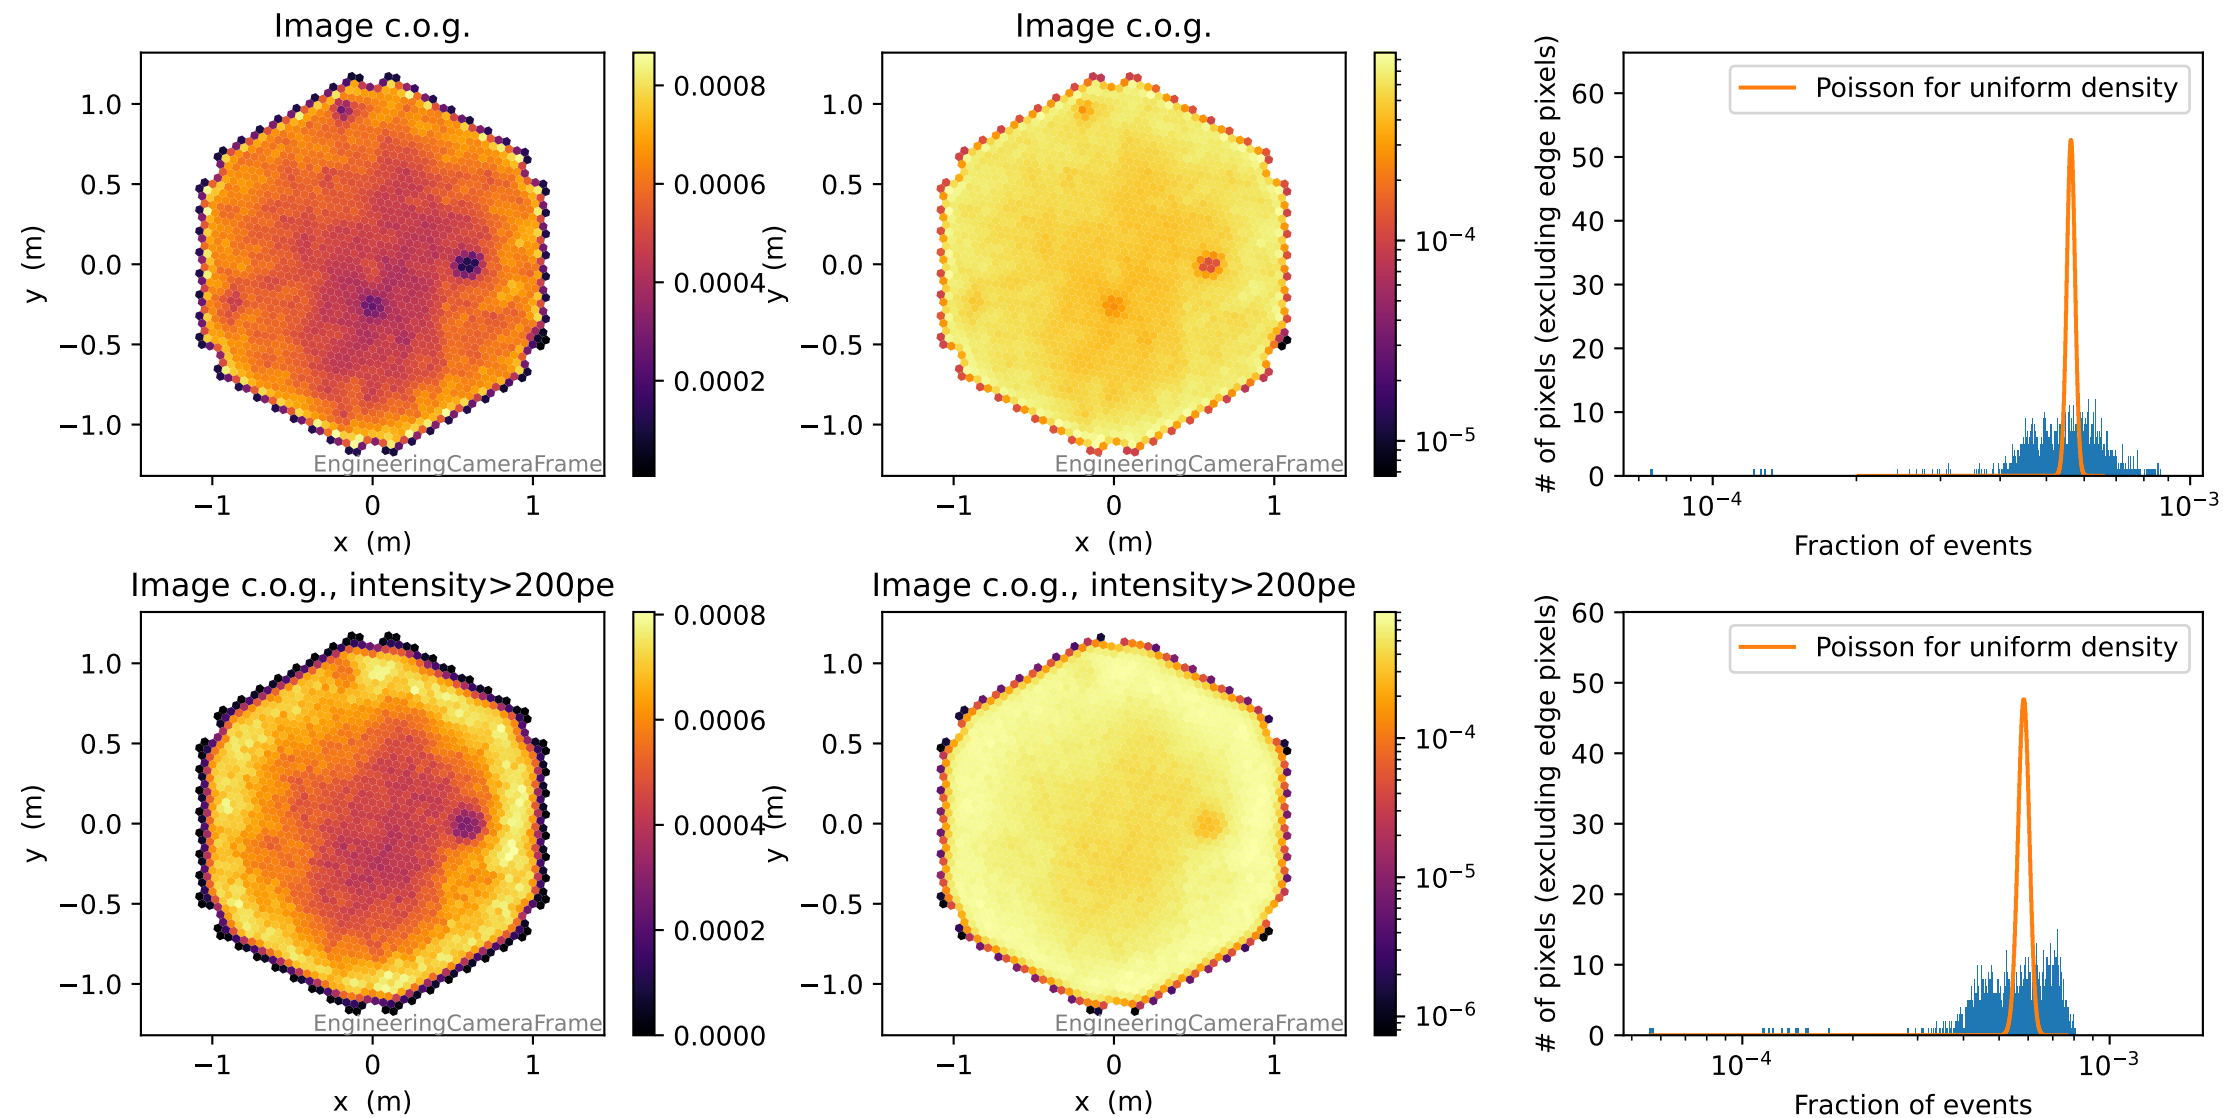 Image c.o.g.
1.0
0.5
0.0
−0.5
−1.0
y (m)
−1
0
1
x (m)
EngineeringCameraFrame
0.0008
0.0006
0.0004
0.0002
Image c.o.g.
1.0
0.5
0.0
−0.5
−1.0
y (m)
−1
0
1
x (m)
EngineeringCameraFrame
10⁻⁴
10⁻⁵
# of pixels (excluding edge pixels)
60
50
40
30
20
10
0
Poisson for uniform density
10⁻⁴
10⁻³
Fraction of events
Image c.o.g., intensity>200pe
1.0
0.5
0.0
−0.5
−1.0
y (m)
−1
0
1
x (m)
EngineeringCameraFrame
0.0008
0.0006
0.0004
0.0002
0.0000
Image c.o.g., intensity>200pe
1.0
0.5
0.0
−0.5
−1.0
y (m)
−1
0
1
x (m)
EngineeringCameraFrame
10⁻⁴
10⁻⁵
10⁻⁶
# of pixels (excluding edge pixels)
60
50
40
30
20
10
0
Poisson for uniform density
10⁻⁴
10⁻³
Fraction of events